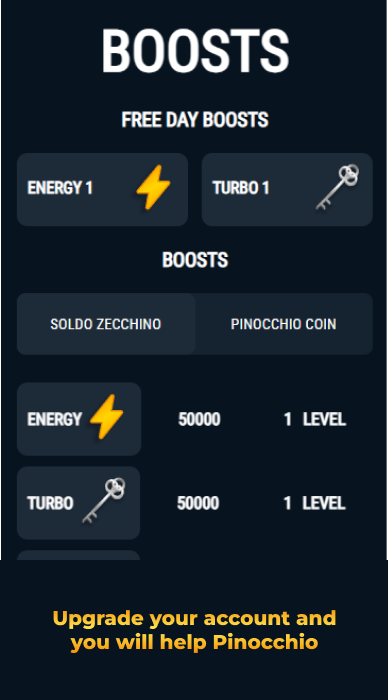 BOOSTS
FREE DAY BOOSTS
ENERGY 1
TURBO 1
BOOSTS
SOLDO ZECCHINO
PINOCCHIO COIN
ENERGY 50000 1 LEVEL
TURBO 50000 1 LEVEL
Upgrade your account and
you will help Pinocchio